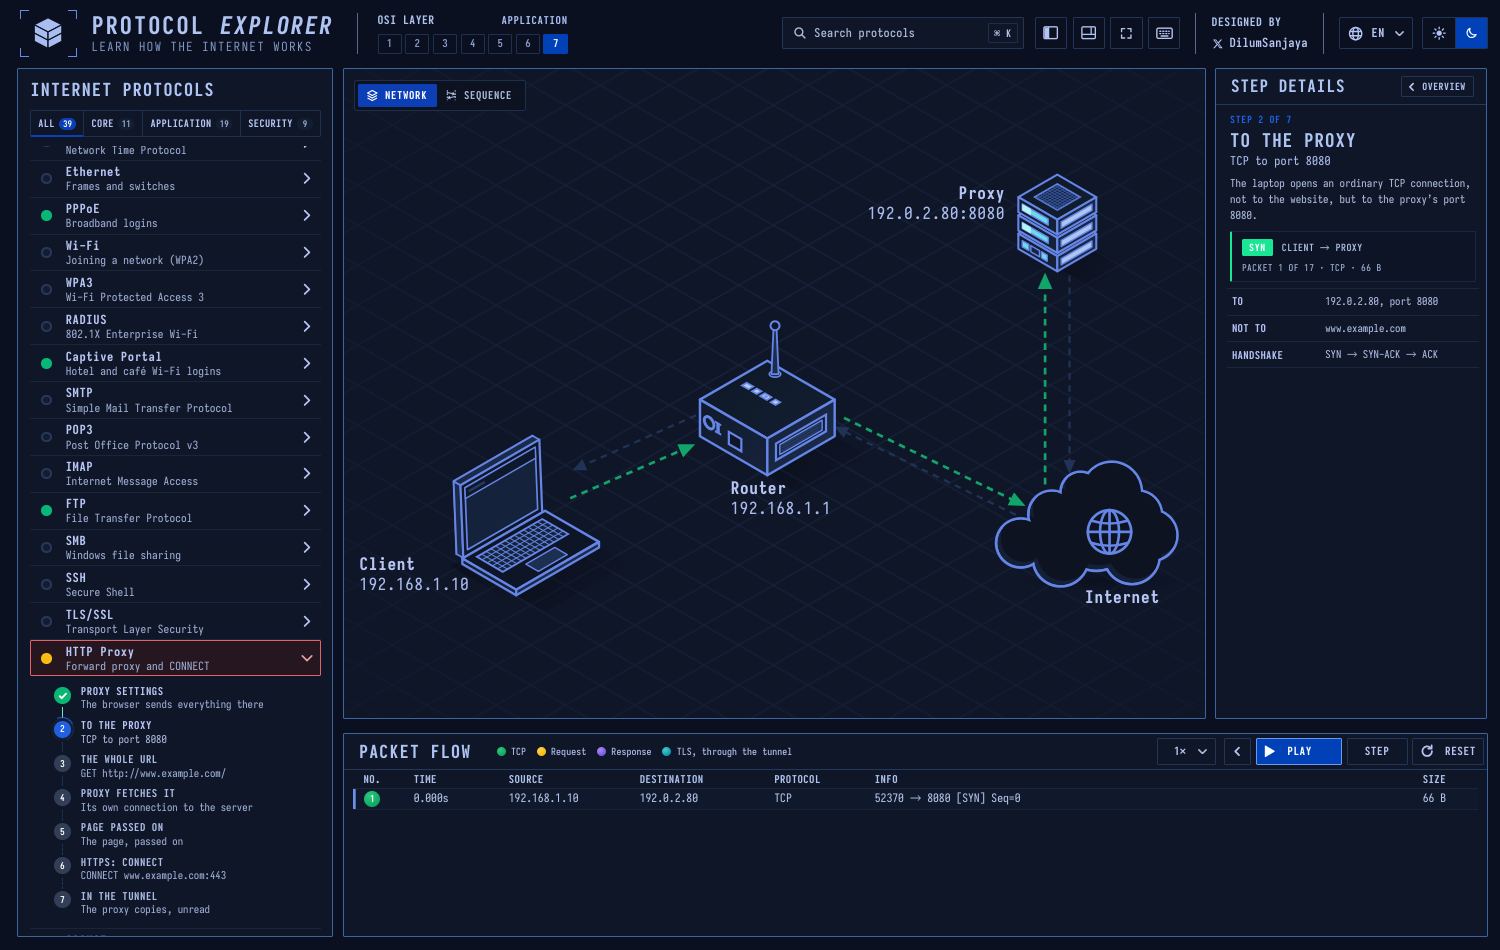 PROTOCOL EXPLORER
LEARN HOW THE INTERNET WORKS
OSI LAYER APPLICATION
1 2 3 4 5 6 7
Search protocols ⌘ K
DESIGNED BY
DilumSanjaya
EN
INTERNET PROTOCOLS
ALL 39 CORE 11 APPLICATION 19 SECURITY 9
Network Time Protocol
Ethernet
Frames and switches
PPPoE
Broadband logins
Wi-Fi
Joining a network (WPA2)
WPA3
Wi-Fi Protected Access 3
RADIUS
802.1X Enterprise Wi-Fi
Captive Portal
Hotel and café Wi-Fi logins
SMTP
Simple Mail Transfer Protocol
POP3
Post Office Protocol v3
IMAP
Internet Message Access
FTP
File Transfer Protocol
SMB
Windows file sharing
SSH
Secure Shell
TLS/SSL
Transport Layer Security
HTTP Proxy
Forward proxy and CONNECT
PROXY SETTINGS
The browser sends everything there
2 TO THE PROXY
TCP to port 8080
3 THE WHOLE URL
GET http://www.example.com/
4 PROXY FETCHES IT
Its own connection to the server
5 PAGE PASSED ON
The page, passed on
6 HTTPS: CONNECT
CONNECT www.example.com:443
7 IN THE TUNNEL
The proxy copies, unread
NETWORK SEQUENCE
Proxy
192.0.2.80:8080
Router
192.168.1.1
Client
192.168.1.10
Internet
STEP DETAILS OVERVIEW
STEP 2 OF 7
TO THE PROXY
TCP to port 8080
The laptop opens an ordinary TCP connection,
not to the website, but to the proxy's port
8080.
SYN CLIENT → PROXY
PACKET 1 OF 17 · TCP · 66 B
TO 192.0.2.80, port 8080
NOT TO www.example.com
HANDSHAKE SYN → SYN-ACK → ACK
PACKET FLOW TCP Request Response TLS, through the tunnel 1× PLAY STEP RESET
NO. TIME SOURCE DESTINATION PROTOCOL INFO SIZE
1 0.000s 192.168.1.10 192.0.2.80 TCP 52370 → 8080 [SYN] Seq=0 66 B